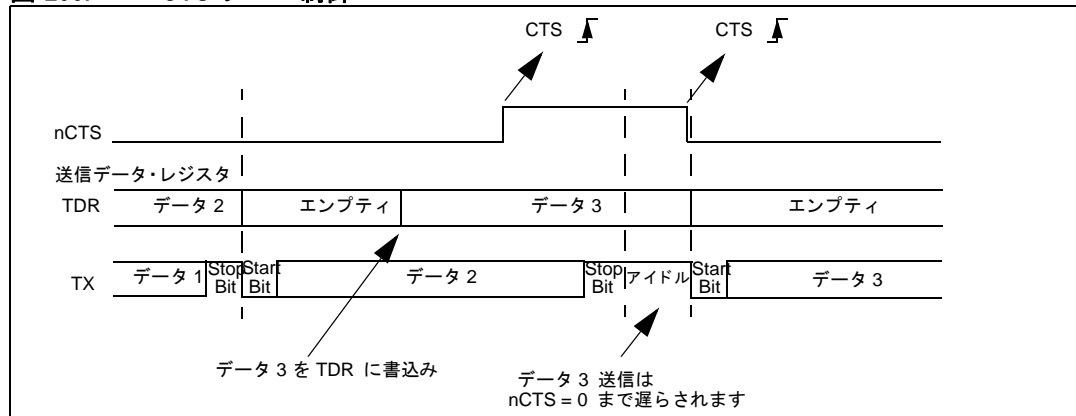 CTS CTS
nCTS
送信データ・レジスタ
TDR データ 2 エンプティ データ 3 エンプティ
TX データ 1 Stop Bit Start Bit データ 2 Stop Bit アイドル Start Bit データ 3
データ 3 を TDR に書込み
データ 3 送信は
nCTS = 0 まで遅らされます